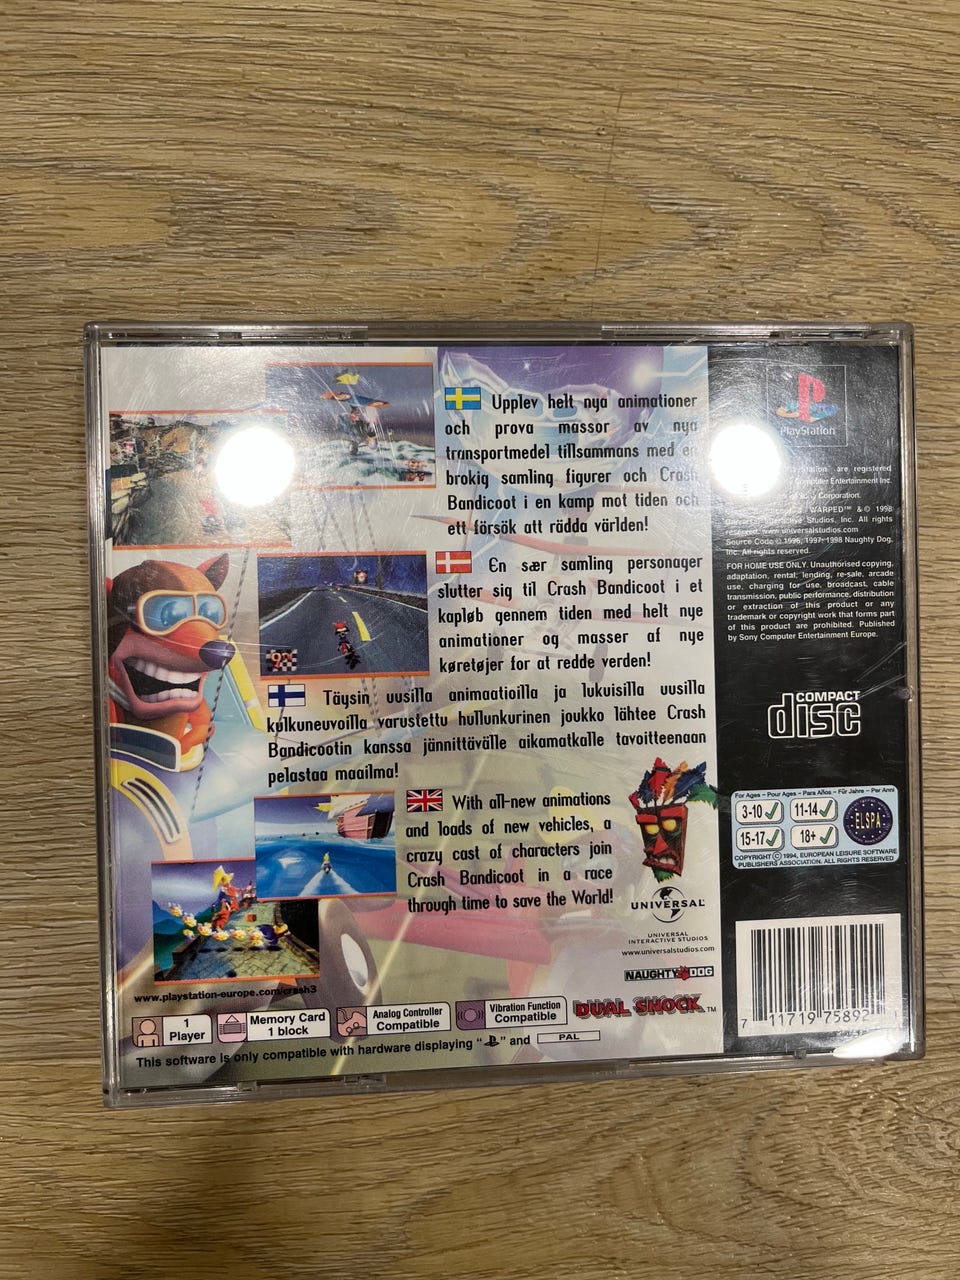 Upplev helt nya animationer
och prova massor av nya
transportmedel tillsammans med en
brokig samling figurer och Crash
Bandicoot i en kamp mot tiden och
ett försök att rädda världen!
En sær samling personager
slutter sig til Crash Bandicoot i et
kapløb gennem tiden med helt nye
animationer og masser af nye
køretøjer for at redde verden!
Täysin uusilla animaatioilla ja lukuisilla uusilla
kulkuneuvoilla varustettu hullunkurinen joukko lähtee Crash
Bandicootin kanssa jännittävälle aikamatkalle tavoitteenaan
pelastaa maailma!
With all-new animations
and loads of new vehicles, a
crazy cast of characters join
Crash Bandicoot in a race
through time to save the World!
92
UNIVERSAL
UNIVERSAL
INTERACTIVE STUDIOS
www.universalstudios.com
NAUGHTY DOG
www.playstation-europe.com/crash3
1
Player
Memory Card
1 block
Analog Controller
Compatible
Vibration Function
Compatible
DUAL SHOCK™
This software is only compatible with hardware displaying " " and PAL
PlayStation
are registered
Computer Entertainment Inc.
of Sony Corporation.
WARPED™ & © 1998
Universal Interactive Studios, Inc. All rights
reserved. www.universalstudios.com
Source Code © 1996, 1997, 1998 Naughty Dog,
Inc. All rights reserved.
FOR HOME USE ONLY. Unauthorised copying,
adaptation, rental, lending, re-sale, arcade
use, charging for use, broadcast, cable
transmission, public performance, distribution
or extraction of this product or any
trademark or copyright work that forms part
of this product are prohibited. Published
by Sony Computer Entertainment Europe.
COMPACT
disc
For Ages – Pour Ages – Para Años – Für Jahre – Per Anni
3-10 11-14
15-17 18+
ELSPA
COPYRIGHT © 1994, EUROPEAN LEISURE SOFTWARE
PUBLISHERS ASSOCIATION. ALL RIGHTS RESERVED
7 11719 75892